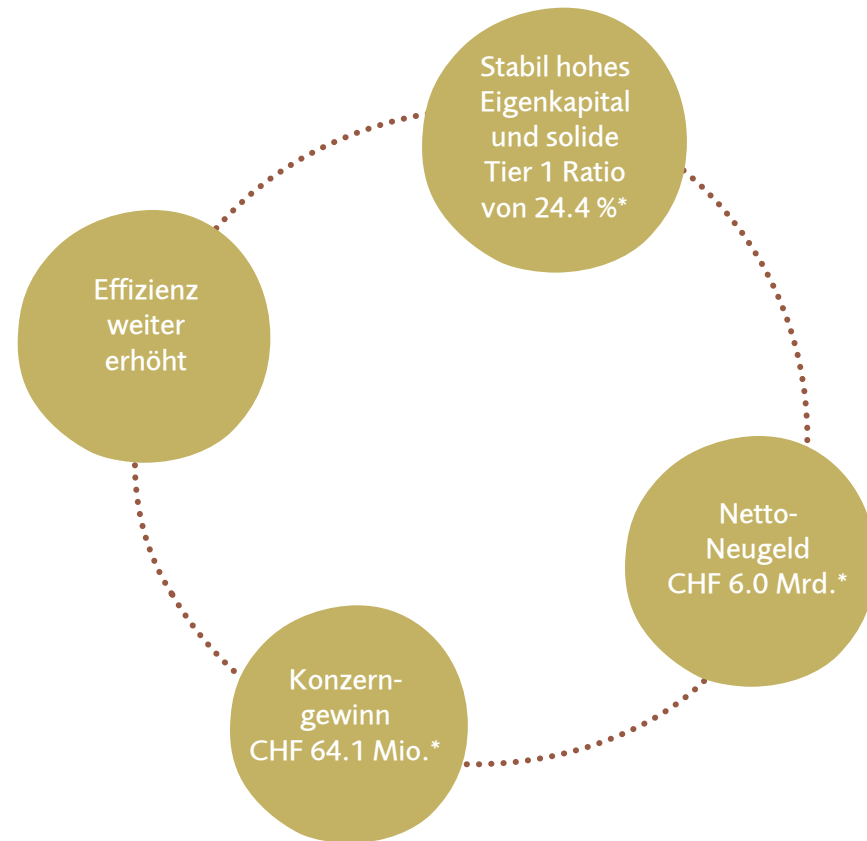 Stabil hohes
Eigenkapital
und solide
Tier 1 Ratio
von 24.4 %*
Effizienz
weiter
erhöht
Netto-
Neugeld
CHF 6.0 Mrd.*
Konzern-
gewinn
CHF 64.1 Mio.*